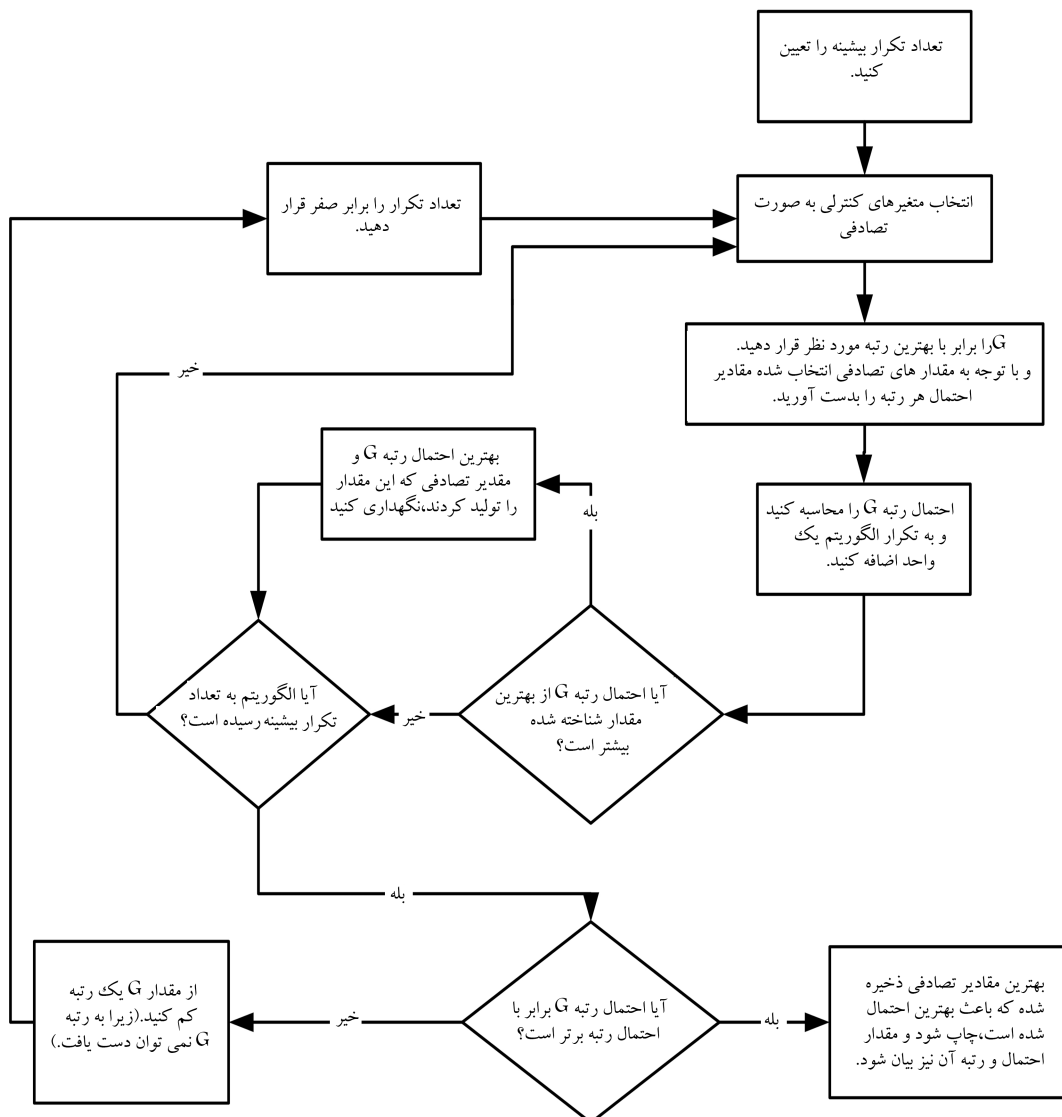 تعداد تکرار بیشینه را تعیین
کنید.
انتخاب متغیرهای کنترلی به صورت
تصادفی
تعداد تکرار را برابر صفر قرار
دهید.
Gرا برابر با بهترین رتبه مورد نظر قرار دهید.
و با توجه به مقدار های تصادفی انتخاب شده مقادیر
احتمال هر رتبه را بدست آورید.
خیر
بهترین احتمال رتبه G و
مقدیر تصادفی که این مقدار
را تولید کردند،نگهداری کنید
بله
احتمال رتبه G را محاسبه کنید
و به تکرار الگوریتم یک
واحد اضافه کنید.
آیا احتمال رتبه G از بهترین
مقدار شناخته شده
بیشتر است؟
خیر
آیا الگوریتم به تعداد
تکرار بیشینه رسیده است؟
بله
آیا احتمال رتبه G برابر با
احتمال رتبه برتر است؟
بله
بهترین مقادیر تصادفی ذخیره
شده که باعث بهترین احتمال
شده است،چاپ شود و مقدار
احتمال و رتبه آن نیز بیان شود.
خیر
از مقدار G یک رتبه
کم کنید.(زیرا به رتبه
G نمی توان دست یافت.)